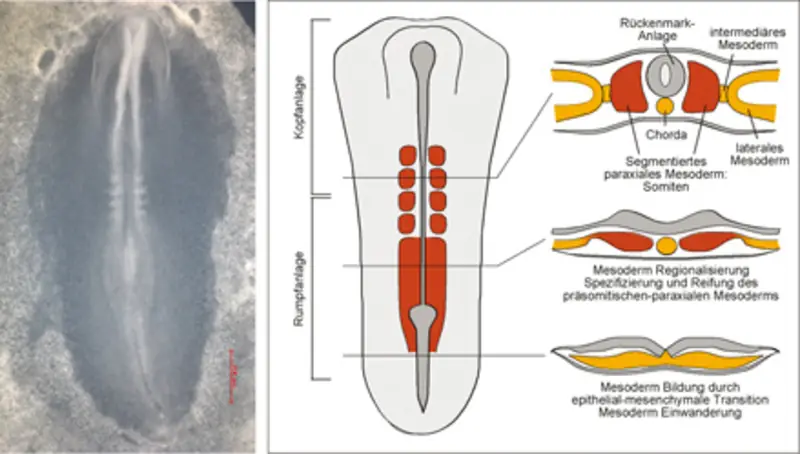 Kopfanlage
Rumpfanlage
Rückenmark-
Anlage
intermediäres
Mesoderm
Chorda
laterales
Mesoderm
Segmentiertes
paraxiales Mesoderm:
Somiten
Mesoderm Regionalisierung
Spezifizierung und Reifung des
präsomitischen-paraxialen Mesoderms
Mesoderm Bildung durch
epithelial-mesenchymale Transition
Mesoderm Einwanderung